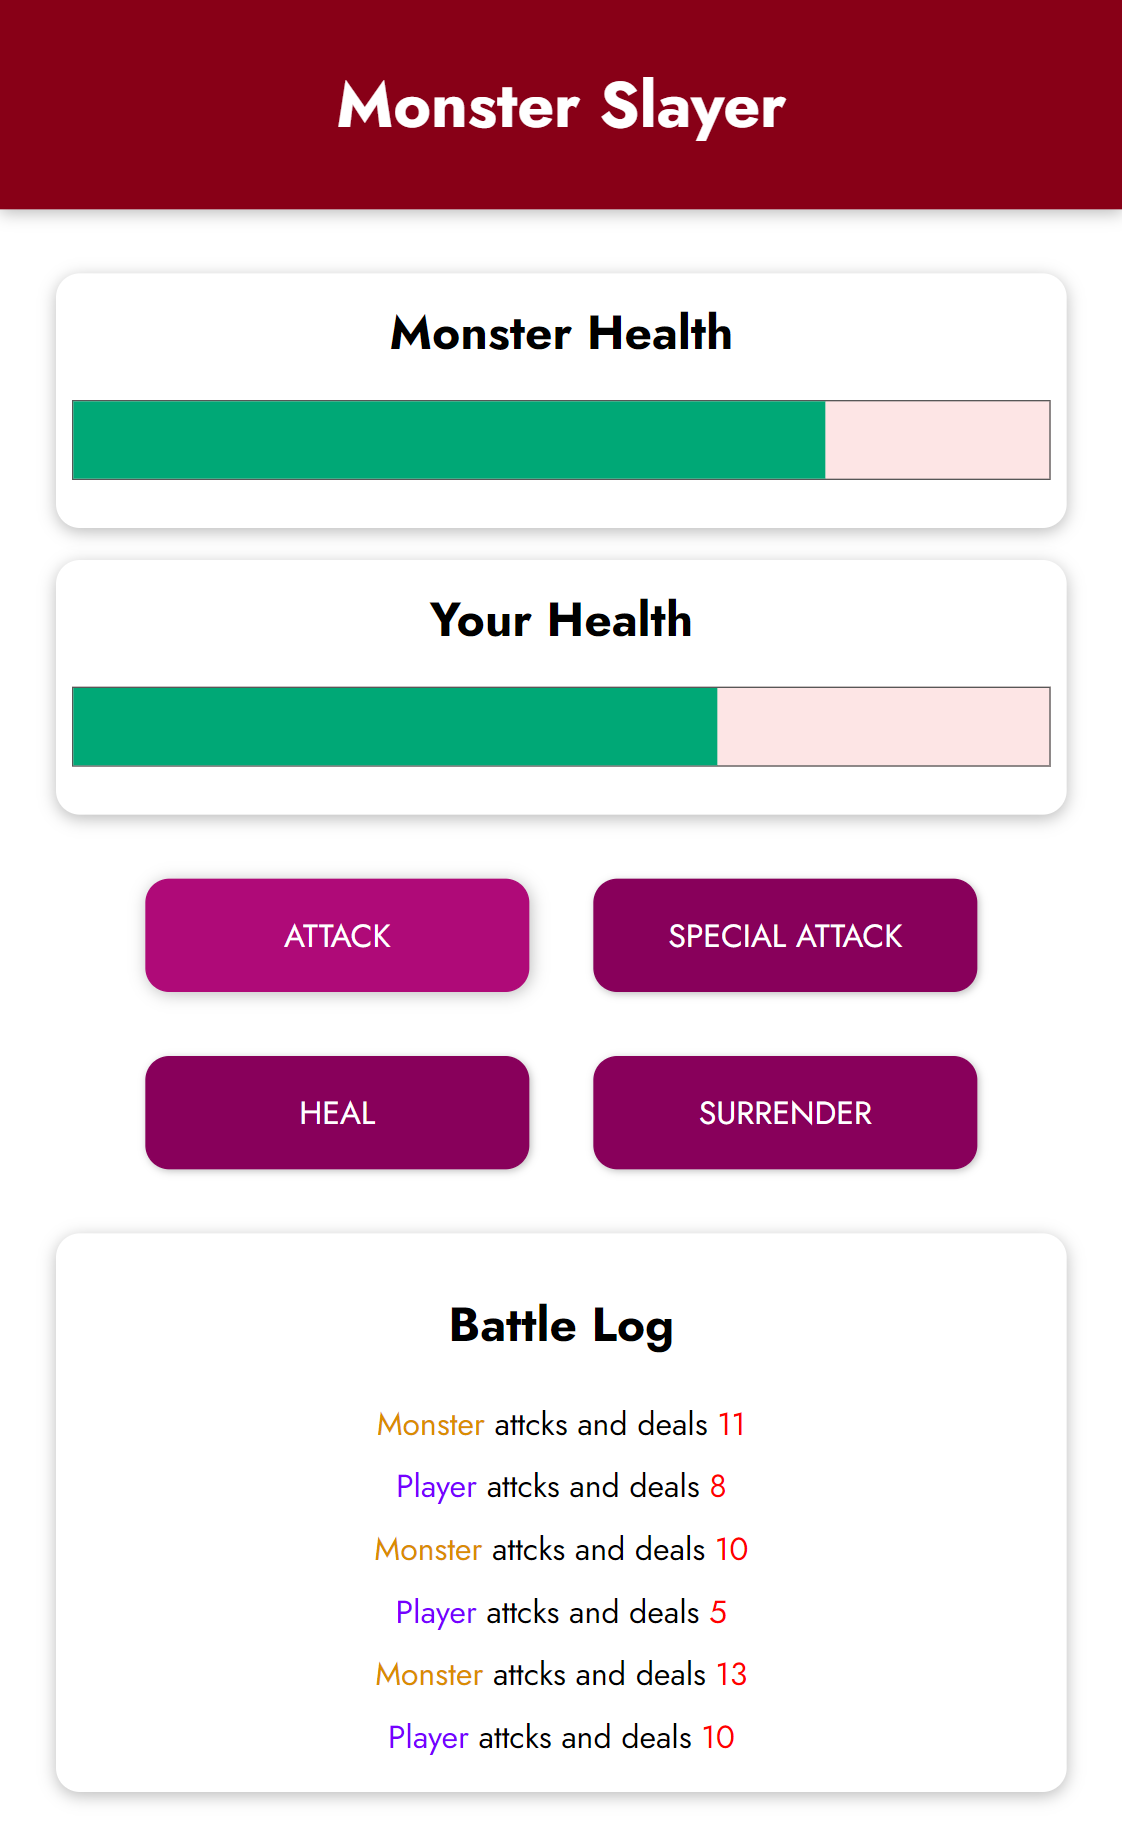 Monster Slayer
Monster Health
Your Health
ATTACK
SPECIAL ATTACK
HEAL
SURRENDER
Battle Log
Monster attcks and deals 11
Player attcks and deals 8
Monster attcks and deals 10
Player attcks and deals 5
Monster attcks and deals 13
Player attcks and deals 10